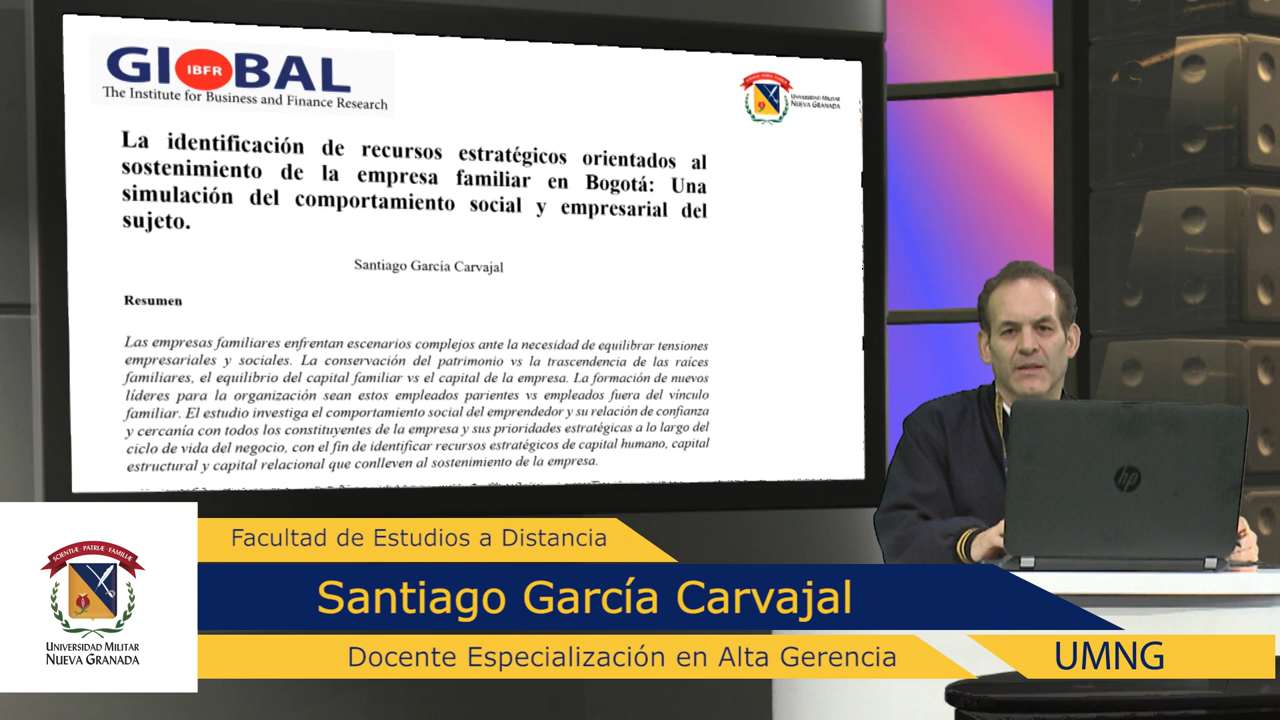 GLOBAL
IBFR
The Institute for Business and Finance Research
UNIVERSIDAD MILITAR
NUEVA GRANADA
La identificación de recursos estratégicos orientados al
sostenimiento de la empresa familiar en Bogotá: Una
simulación del comportamiento social y empresarial del
sujeto.
Santiago García Carvajal
Resumen
Las empresas familiares enfrentan escenarios complejos ante la necesidad de equilibrar tensiones
empresariales y sociales. La conservación del patrimonio vs la trascendencia de las raíces
familiares, el equilibrio del capital familiar vs el capital de la empresa. La formación de nuevos
líderes para la organización sean estos empleados parientes vs empleados fuera del vínculo
familiar. El estudio investiga el comportamiento social del emprendedor y su relación de confianza
y cercanía con todos los constituyentes de la empresa y sus prioridades estratégicas a lo largo del
ciclo de vida del negocio, con el fin de identificar recursos estratégicos de capital humano, capital
estructural y capital relacional que conlleven al sostenimiento de la empresa.
hp
Facultad de Estudios a Distancia
Santiago García Carvajal
Docente Especialización en Alta Gerencia
UMNG
SCIENTIÆ · PATRIÆ · FAMILIÆ
UNIVERSIDAD MILITAR
NUEVA GRANADA